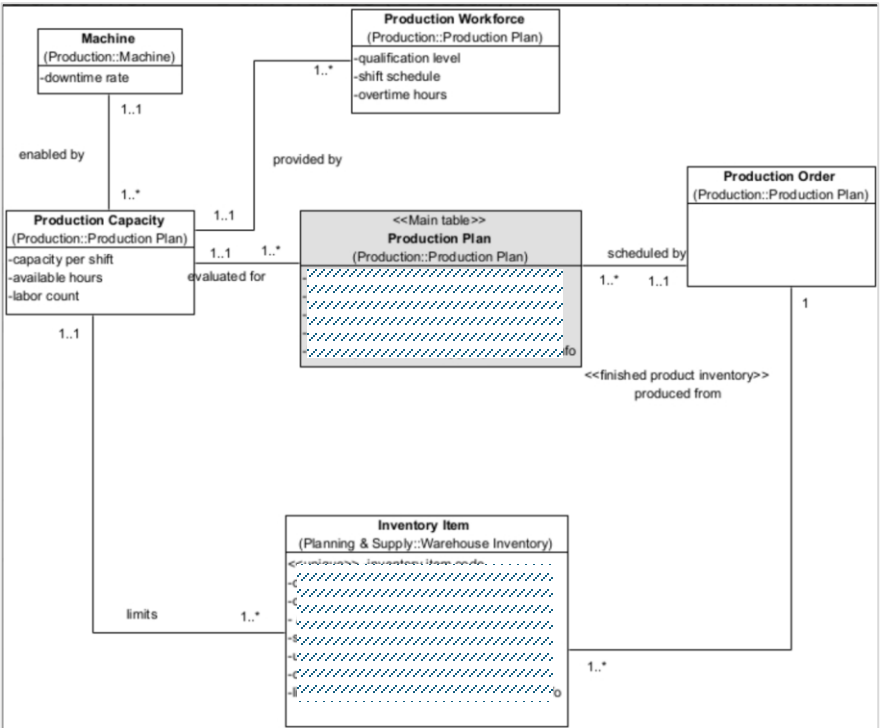 Production Workforce
(Production::Production Plan)
-qualification level
-shift schedule
-overtime hours
1..*
Machine
(Production::Machine)
-downtime rate
1..1
enabled by
1..*
provided by
1..1
Production Order
(Production::Production Plan)
Production Capacity
(Production::Production Plan)
-capacity per shift
-available hours
-labor count
1..1
1..*
evaluated for
<<Main table>>
Production Plan
(Production::Production Plan)
scheduled by
1..*
1..1
1
1..1
<<finished product inventory>>
produced from
Inventory Item
(Planning & Supply::Warehouse Inventory)
limits
1..*
1..*